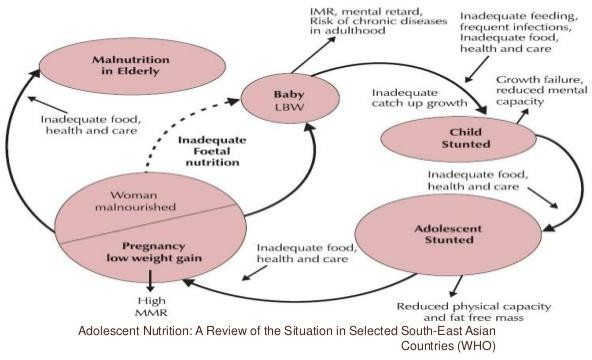 IMR, mental retard,
Risk of chronic diseases
in adulthood
Inadequate feeding,
frequent infections,
Inadequate food,
health and care
Malnutrition
in Elderly
Growth failure,
reduced mental
capacity
Baby
LBW
Inadequate
catch up growth
Inadequate food,
health and care
Child
Stunted
Inadequate
Foetal
nutrition
Inadequate food,
health and care
Woman
malnourished
Adolescent
Stunted
Pregnancy
low weight gain
Inadequate food,
health and care
High
MMR
Reduced physical capacity
and fat free mass
Adolescent Nutrition: A Review of the Situation in Selected South-East Asian
Countries (WHO)